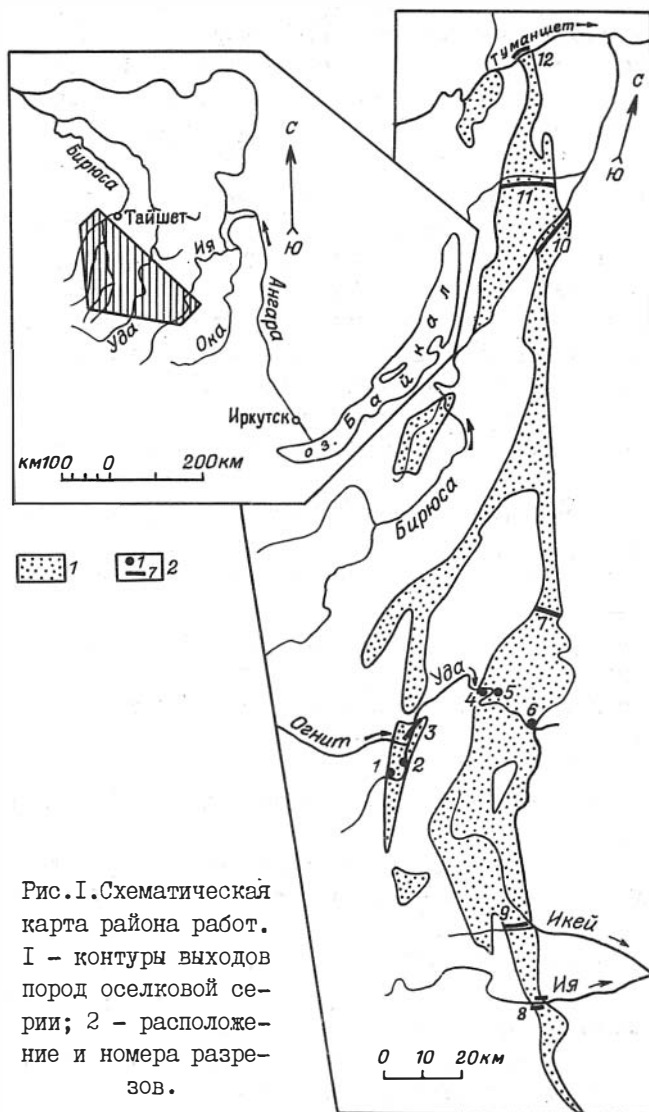 Туманшет
12
С
Ю
11
10
Бирюса
Тайшет
С
Ю
Ия
Уда
Ока
Ангара
Иркутск
оз. Байкал
км100 0 200км
Бирюса
1 1 7 2
7
Уда
4 5
6
Огнит
3
1 2
9
Икей
Ия
8
0 10 20км
Рис.I.Схематическая
карта района работ.
I - контуры выходов
пород оселковой се-
рии; 2 - расположе-
ние и номера разре-
зов.